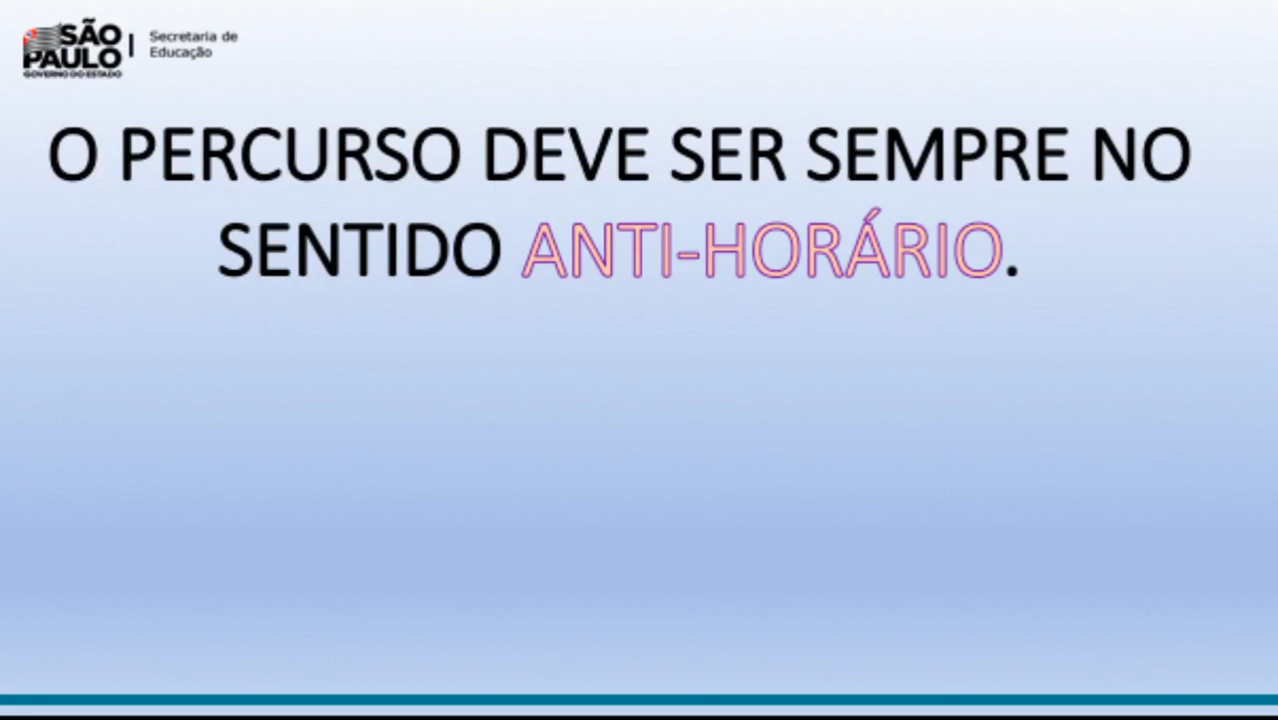 SÃO
PAULO
GOVERNO DO ESTADO
Secretaria de
Educação
O PERCURSO DEVE SER SEMPRE NO
SENTIDO ANTI-HORÁRIO.